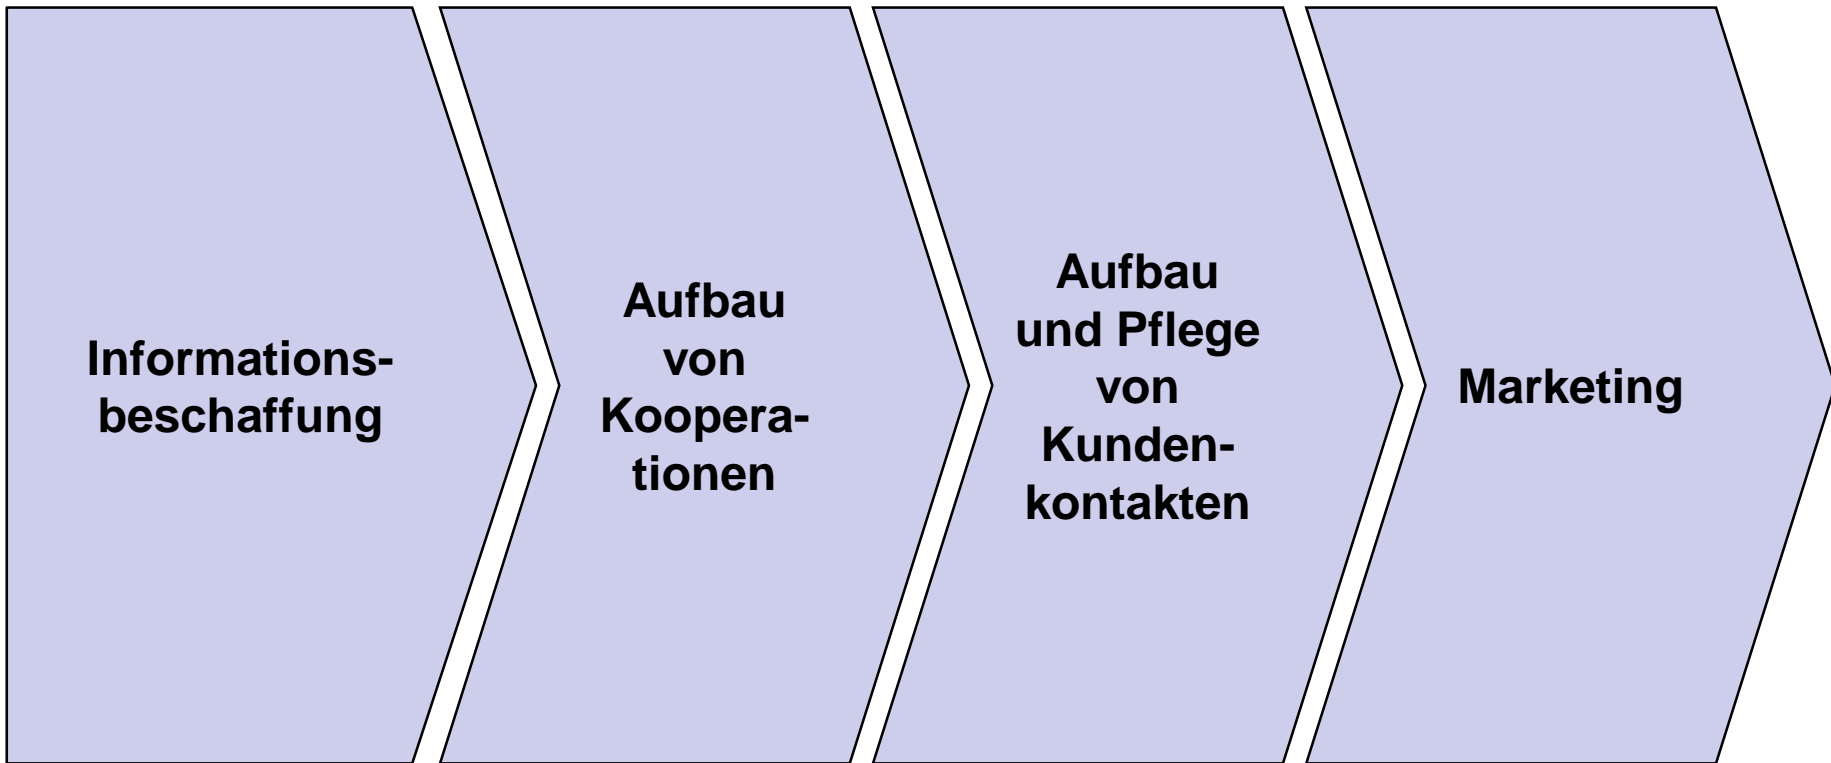 Informations-
beschaffung
Aufbau
von
Koopera-
tionen
Aufbau
und Pflege
von
Kunden-
kontakten
Marketing